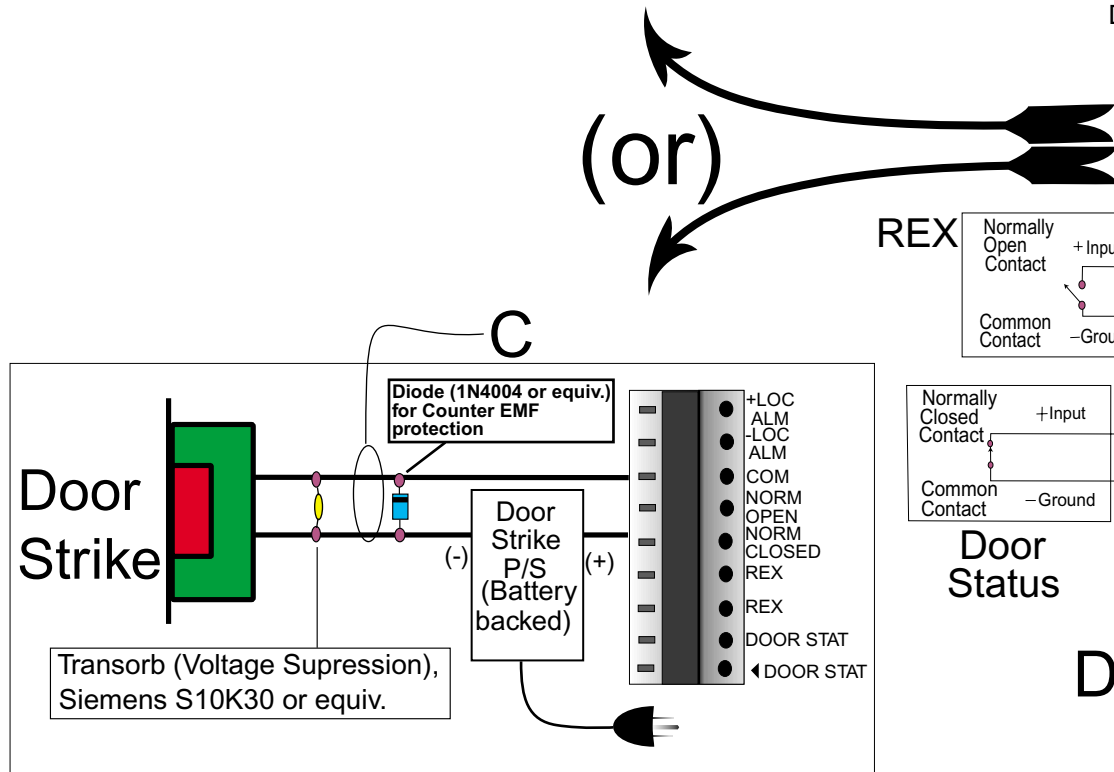 D
(or)
REX
Normally
Open
Contact
+Inpu
Common
Contact
−Grou
C
Diode (1N4004 or equiv.)
for Counter EMF
protection
+LOC
ALM
-LOC
ALM
COM
NORM
OPEN
NORM
CLOSED
REX
REX
DOOR STAT
DOOR STAT
Door
Strike
(-)
Door
Strike
P/S
(Battery
backed)
(+)
Transorb (Voltage Supression),
Siemens S10K30 or equiv.
Normally
Closed
Contact
+Input
Common
Contact
−Ground
Door
Status
D